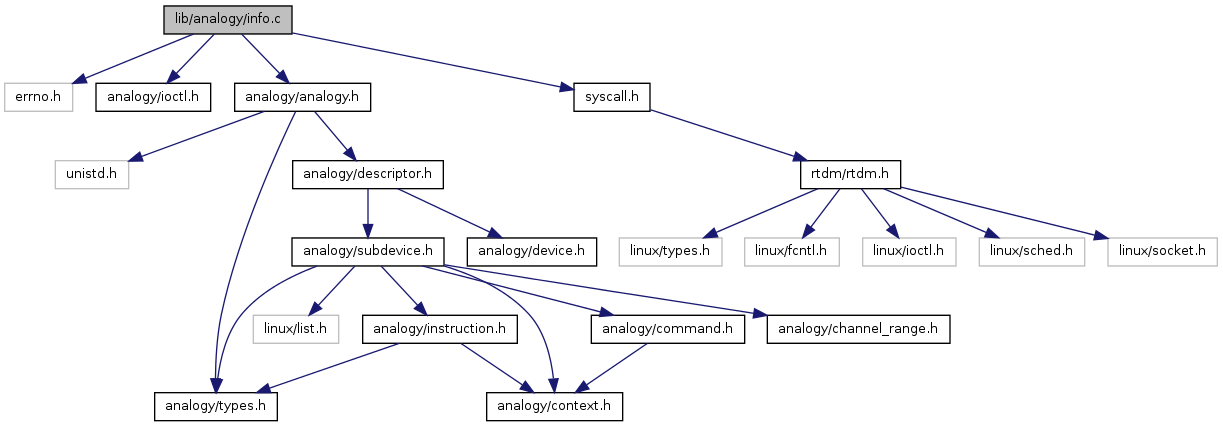 lib/analogy/info.c
errno.h
analogy/ioctl.h
analogy/analogy.h
syscall.h
unistd.h
analogy/descriptor.h
rtdm/rtdm.h
analogy/subdevice.h
analogy/device.h
linux/types.h
linux/fcntl.h
linux/ioctl.h
linux/sched.h
linux/socket.h
linux/list.h
analogy/instruction.h
analogy/command.h
analogy/channel_range.h
analogy/types.h
analogy/context.h